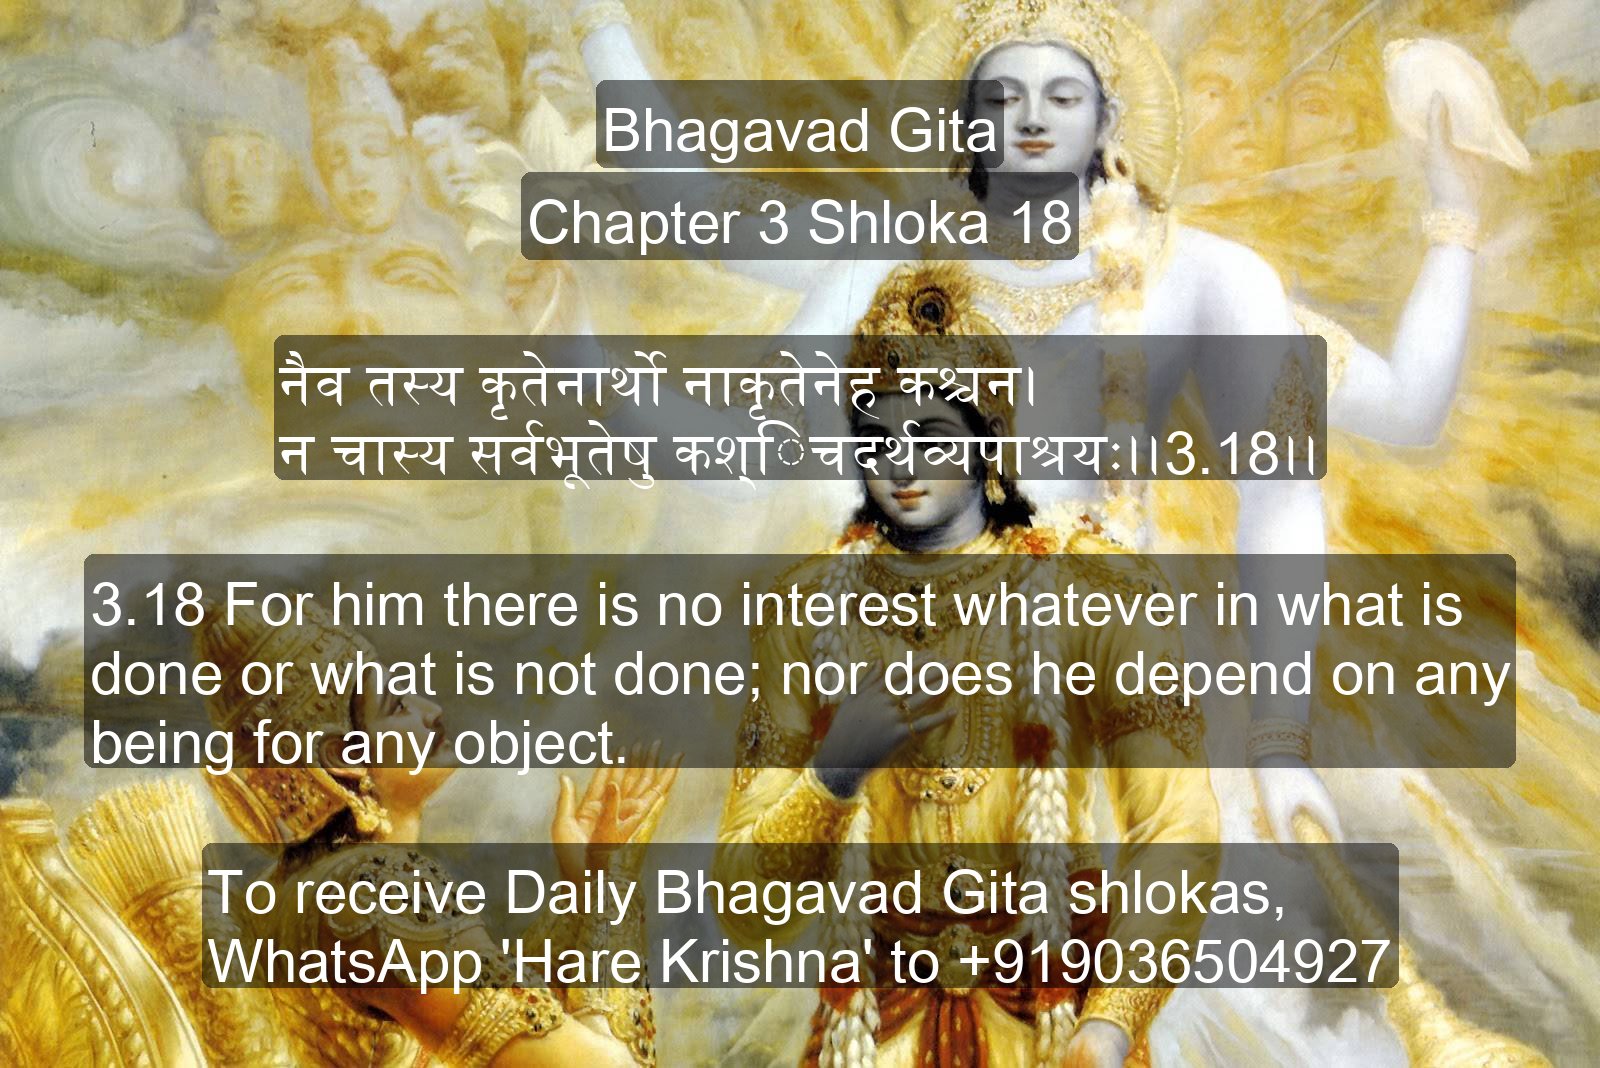 Bhagavad Gita
Chapter 3 Shloka 18
नैव तस्य कृतेनार्थो नाकृतेनेह कश्चन।
न चास्य सर्वभूतेषु कश्िचदर्थव्यपाश्रयः।।3.18।।
3.18 For him there is no interest whatever in what is
done or what is not done; nor does he depend on any
being for any object.
To receive Daily Bhagavad Gita shlokas,
WhatsApp 'Hare Krishna' to +919036504927